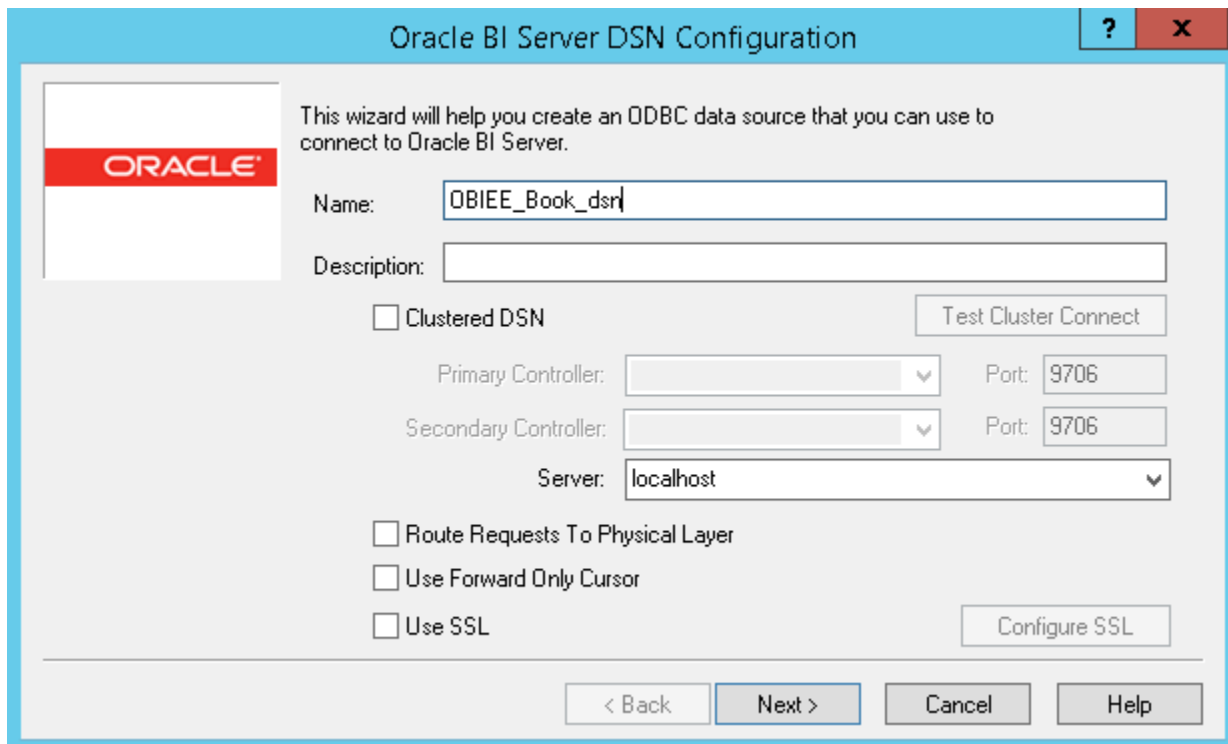 Oracle BI Server DSN Configuration
? x
ORACLE
This wizard will help you create an ODBC data source that you can use to
connect to Oracle BI Server.
Name: OBIEE_Book_dsn
Description:
Clustered DSN Test Cluster Connect
Primary Controller: Port: 9706
Secondary Controller: Port: 9706
Server: localhost
Route Requests To Physical Layer
Use Forward Only Cursor
Use SSL Configure SSL
< Back Next > Cancel Help